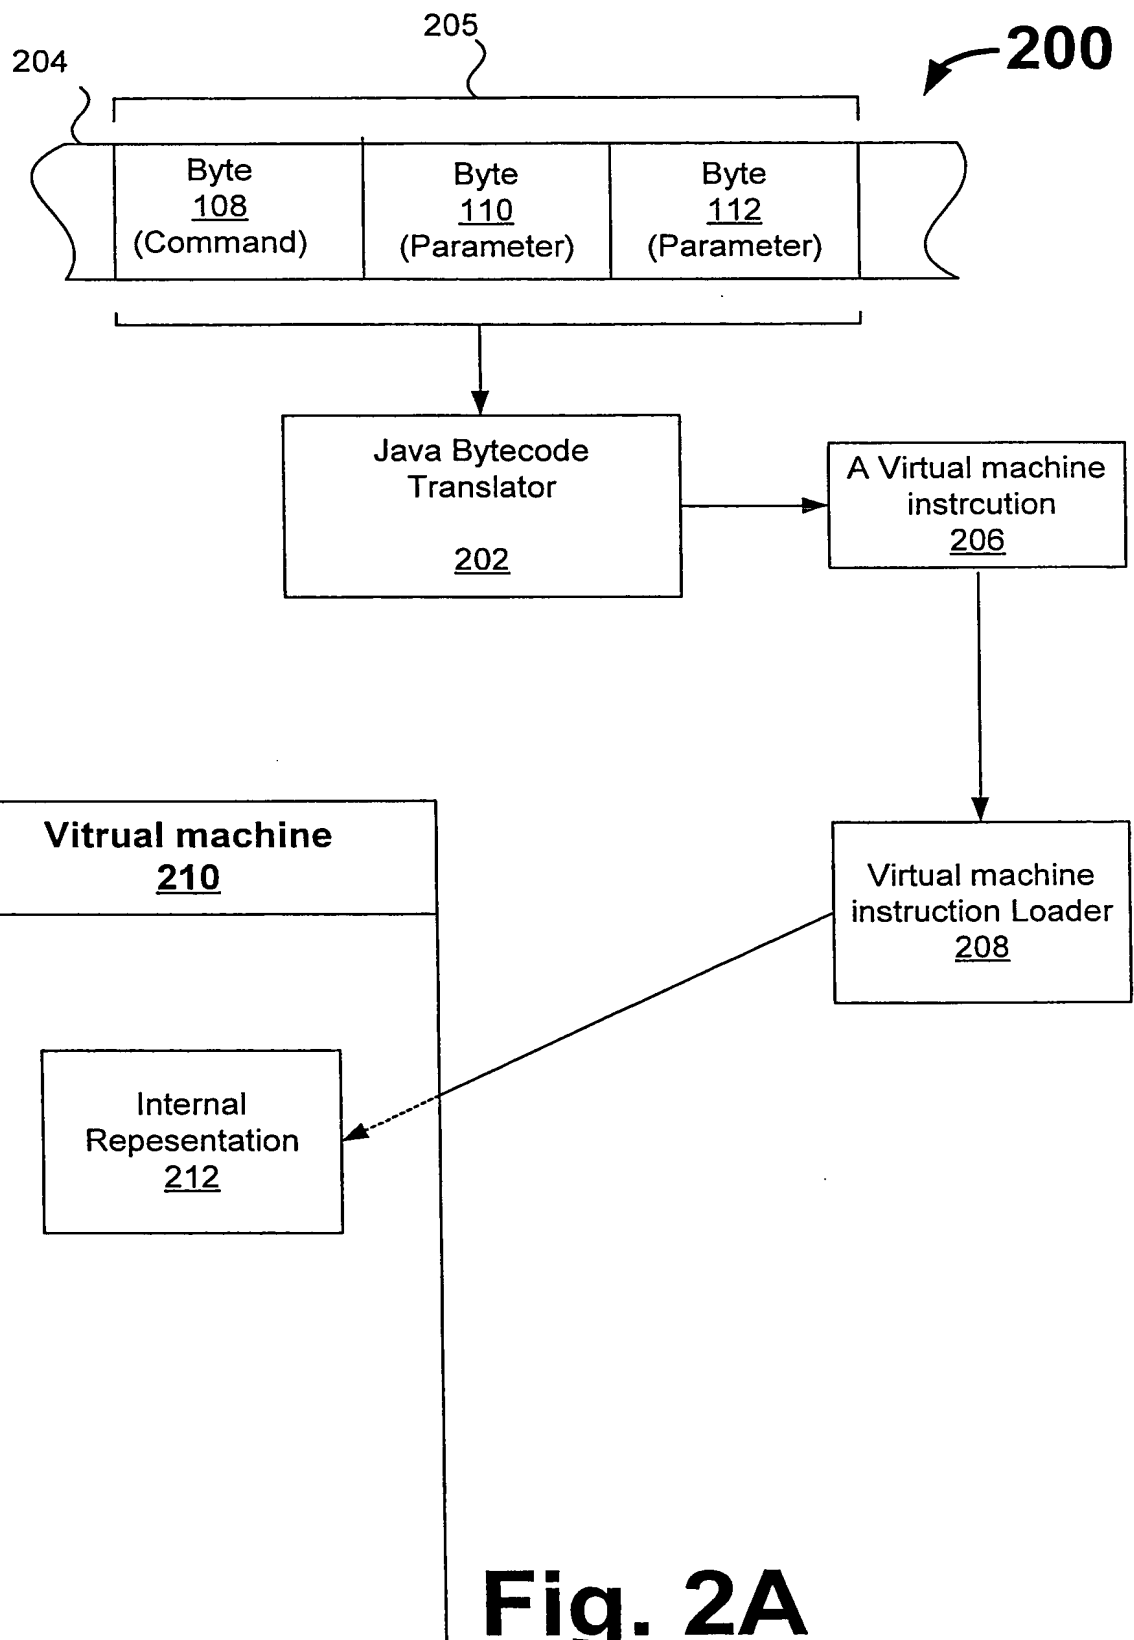 205
200
204
Byte
108
(Command)
Byte
110
(Parameter)
Byte
112
(Parameter)
Java Bytecode
Translator
202
A Virtual machine
instrcution
206
Vitrual machine
210
Virtual machine
instruction Loader
208
Internal
Repesentation
212
Fig. 2A